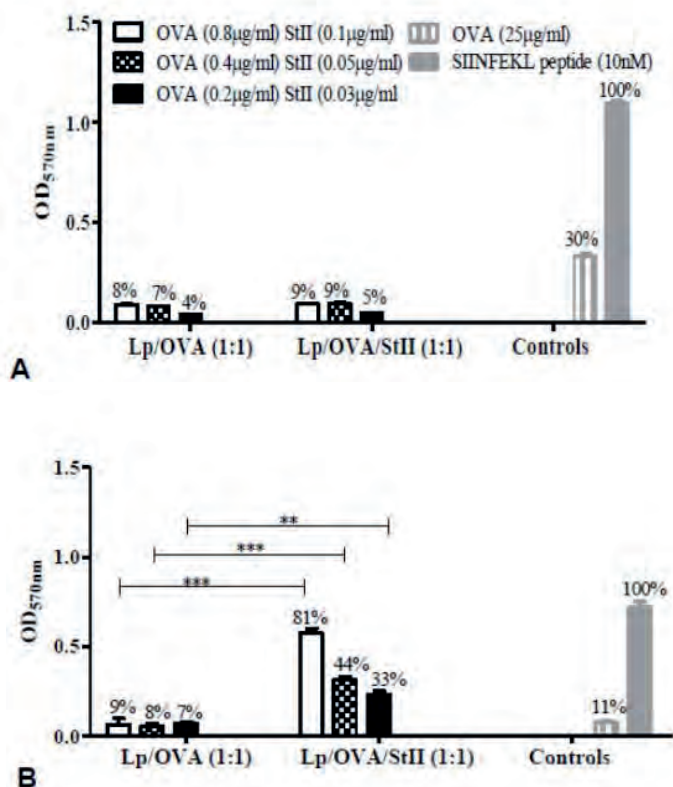 1.5
OVA (0.8μg/ml) StII (0.1μg/ml)
OVA (0.4μg/ml) StII (0.05μg/ml)
OVA (0.2μg/ml) StII (0.03μg/ml
OVA (25μg/ml)
SIINFEKL peptide (10nM)
100%
1.0
OD570nm
0.5
30%
8% 7% 4% 9% 9% 5%
0.0
Lp/OVA (1:1) Lp/OVA/StII (1:1) Controls
A
1.5
**
1.0
***
***
OD570nm
100%
81%
0.5
44%
33%
9% 8% 7% 11%
0.0
Lp/OVA (1:1) Lp/OVA/StII (1:1) Controls
B